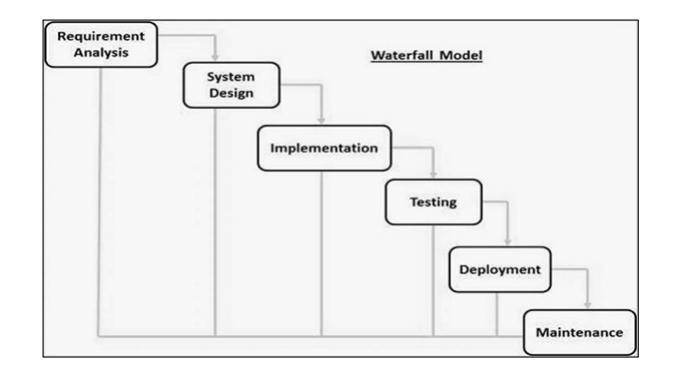 Requirement
Analysis
Waterfall Model
System
Design
Implementation
Testing
Deployment
Maintenance